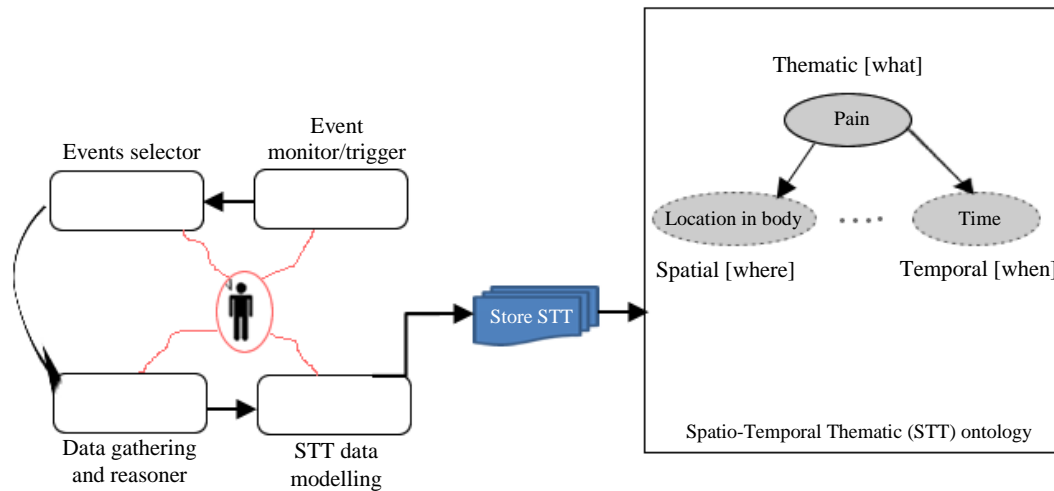 Thematic [what]
Pain
Location in body
Time
Spatial [where]
Temporal [when]
Spatio-Temporal Thematic (STT) ontology
Event
monitor/trigger
Events selector
Store STT
Data gathering
and reasoner
STT data
modelling